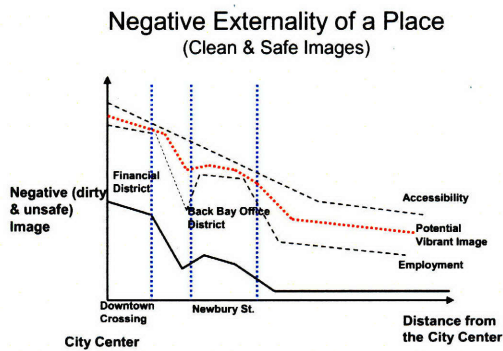 Negative Externality of a Place
(Clean & Safe Images)
Financial
District
Negative (dirty
& unsafe)
Image
Back Bay Office
District
Accessibility
Potential
Vibrant Image
Employment
Downtown
Crossing
Newbury St.
City Center
Distance from
the City Center